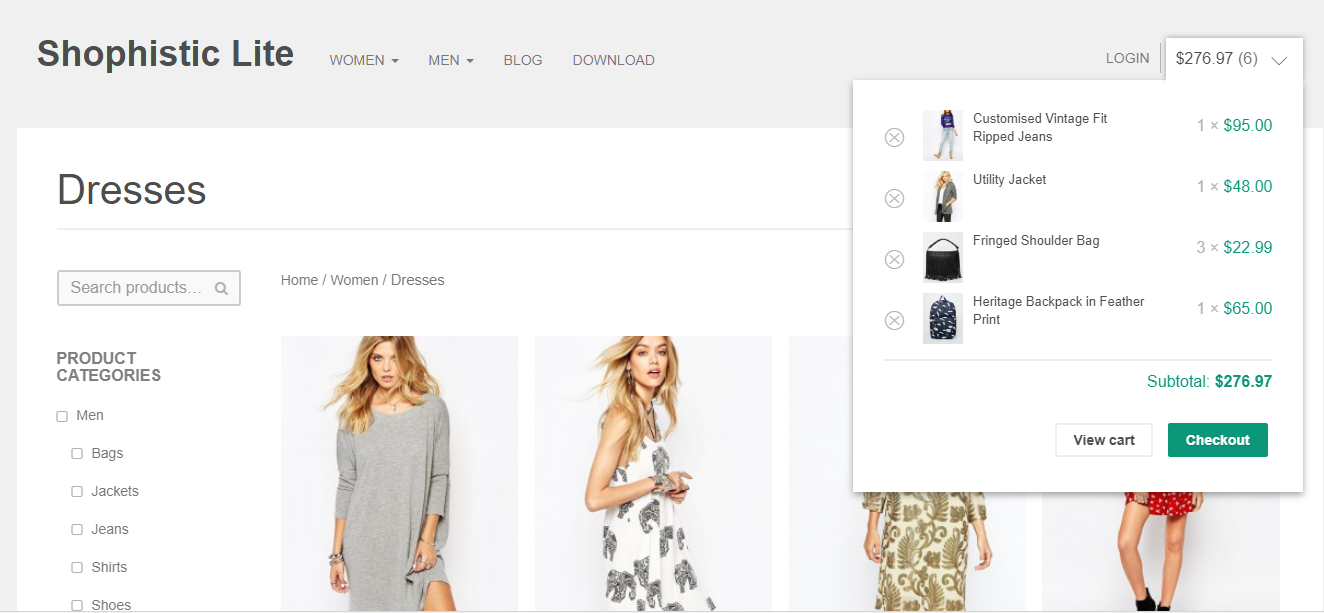 Shophistic Lite
WOMEN MEN BLOG DOWNLOAD
LOGIN $276.97 (6)
Customised Vintage Fit
Ripped Jeans
1 × $95.00
Utility Jacket
1 × $48.00
Fringed Shoulder Bag
3 × $22.99
Heritage Backpack in Feather
Print
1 × $65.00
Subtotal: $276.97
View cart Checkout
Dresses
Search products...
Home / Women / Dresses
PRODUCT
CATEGORIES
Men
Bags
Jackets
Jeans
Shirts
Shoes